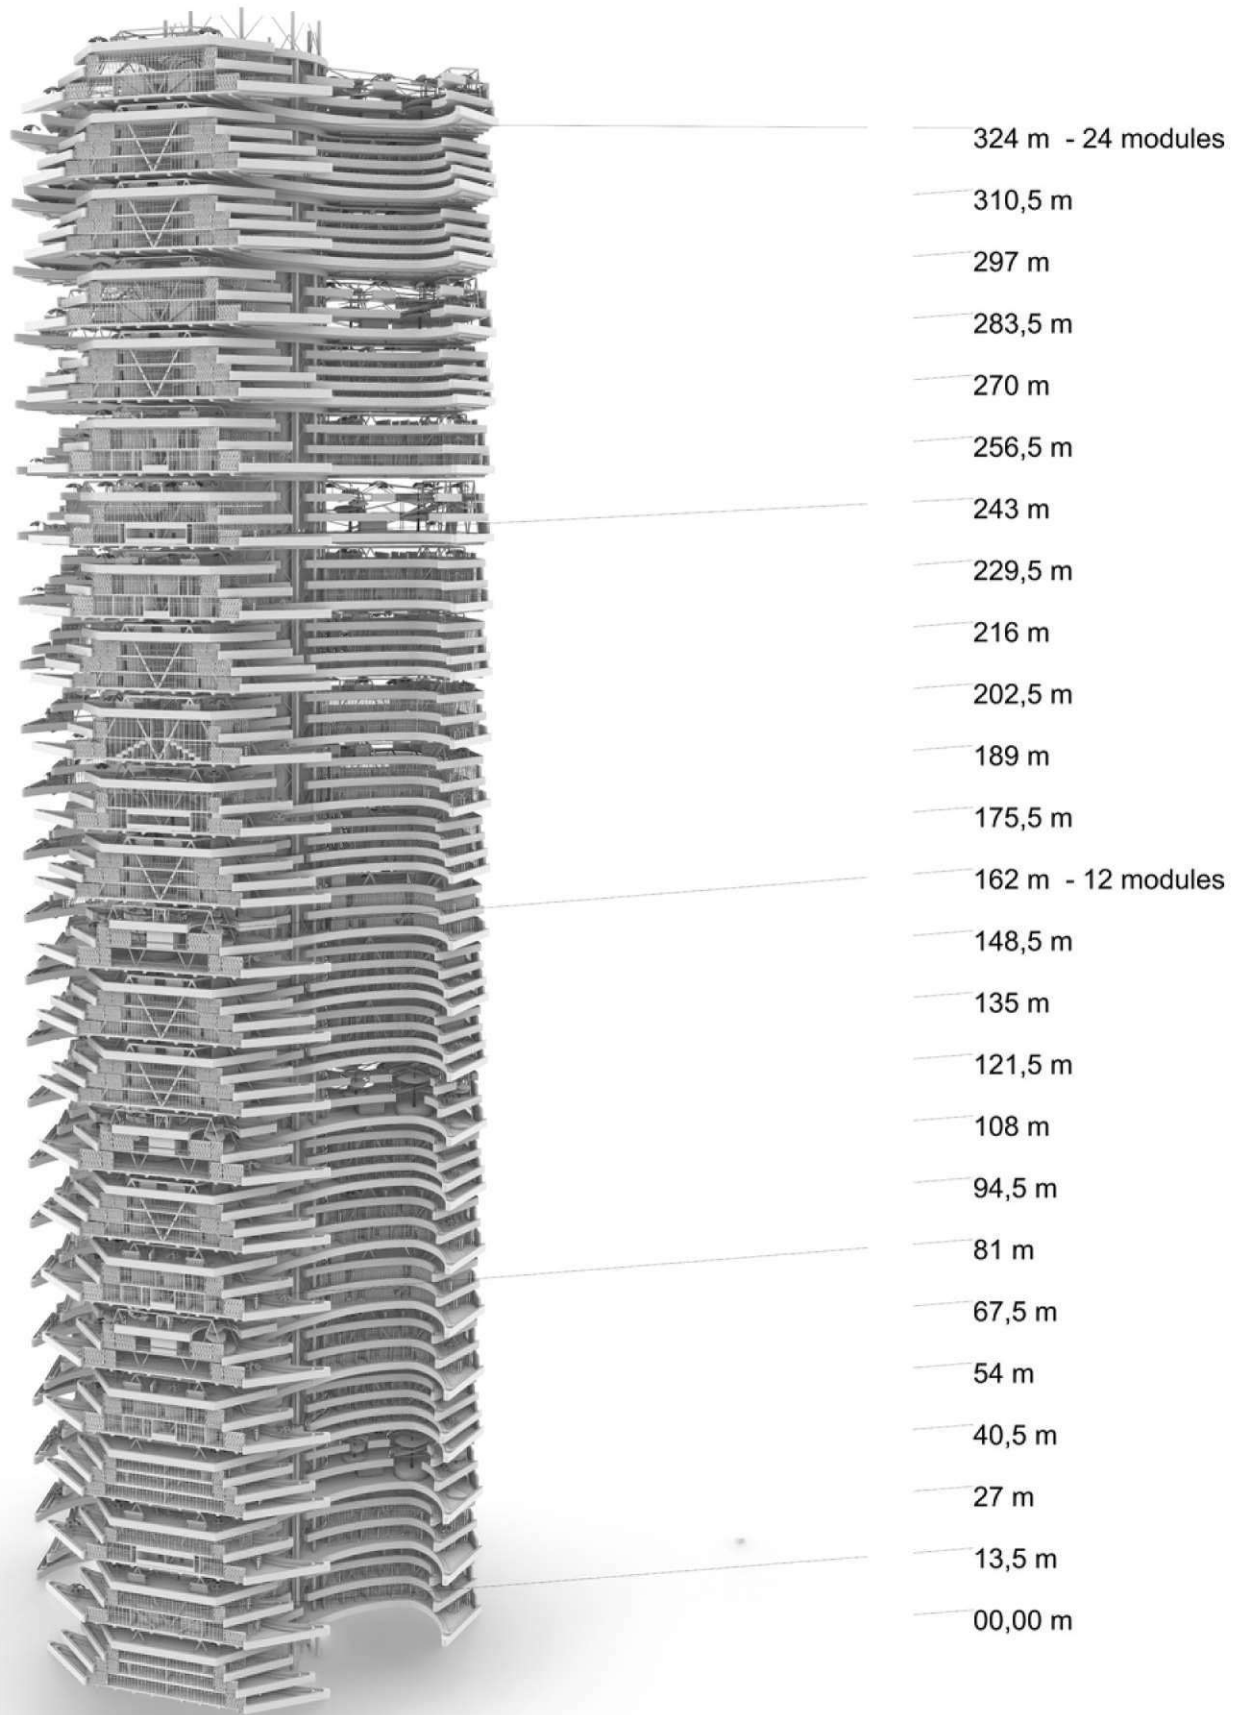 324 m - 24 modules
310,5 m
297 m
283,5 m
270 m
256,5 m
243 m
229,5 m
216 m
202,5 m
189 m
175,5 m
162 m - 12 modules
148,5 m
135 m
121,5 m
108 m
94,5 m
81 m
67,5 m
54 m
40,5 m
27 m
13,5 m
00,00 m